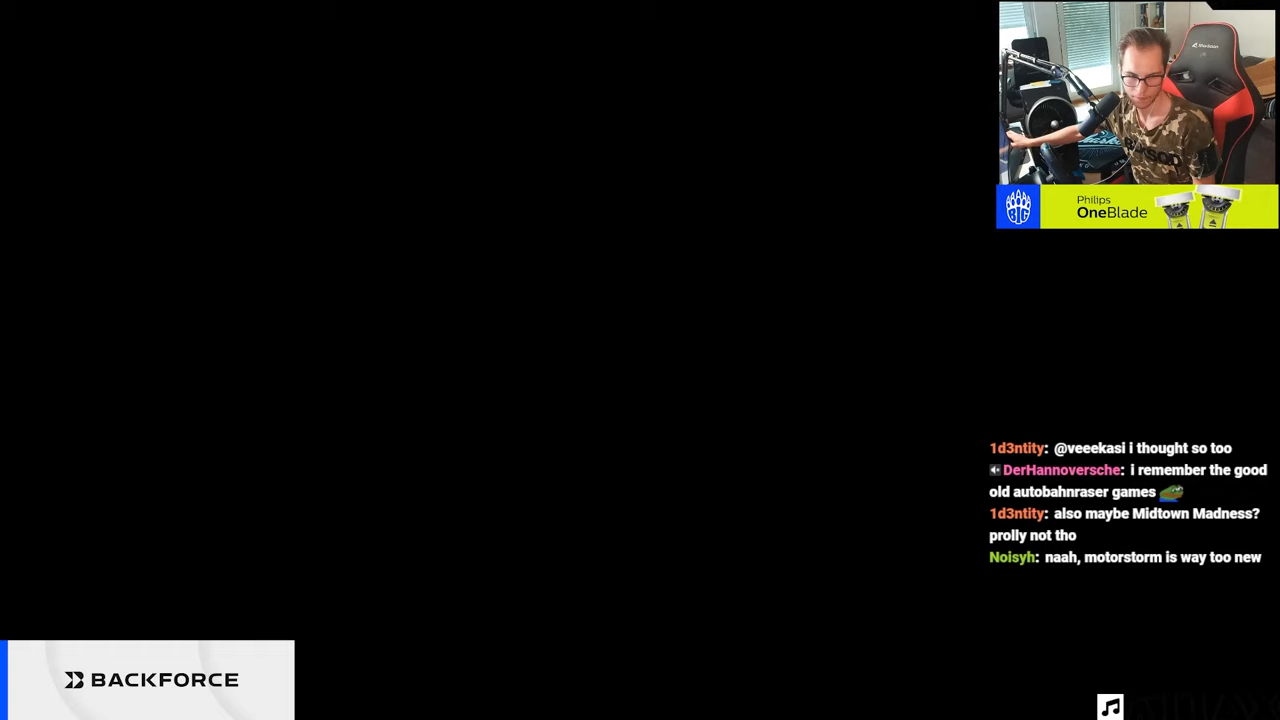 Philips
OneBlade
1d3ntity: @veeekasi i thought so too
DerHannoversche: i remember the good
old autobahnraser games
1d3ntity: also maybe Midtown Madness?
prolly not tho
Noisyh: naah, motorstorm is way too new
BACKFORCE